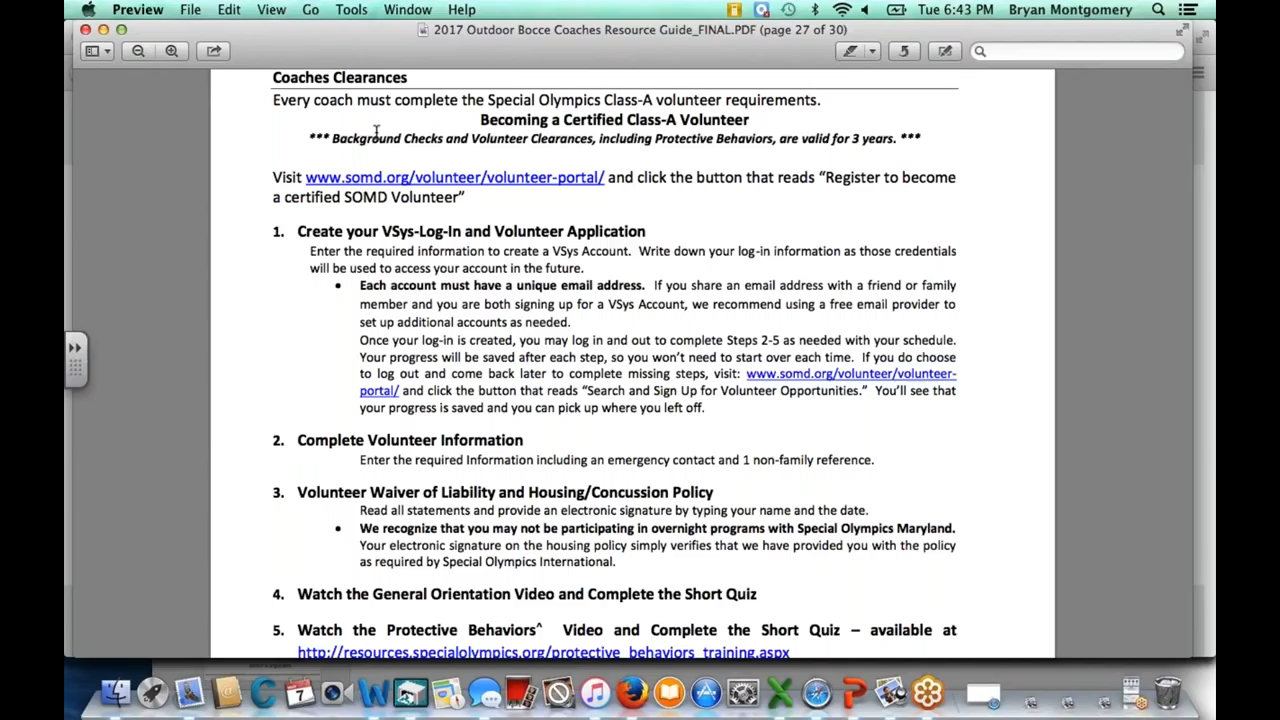 Preview File Edit View Go Tools Window Help Tue 6:43 PM Bryan Montgomery
2017 Outdoor Bocce Coaches Resource Guide_FINAL.PDF (page 27 of 30)
Coaches Clearances
Every coach must complete the Special Olympics Class-A volunteer requirements.
Becoming a Certified Class-A Volunteer
*** Background Checks and Volunteer Clearances, including Protective Behaviors, are valid for 3 years. ***
Visit www.somd.org/volunteer/volunteer-portal/ and click the button that reads “Register to become
a certified SOMD Volunteer”
1. Create your VSys-Log-In and Volunteer Application
Enter the required information to create a VSys Account. Write down your log-in information as those credentials
will be used to access your account in the future.
• Each account must have a unique email address. If you share an email address with a friend or family
member and you are both signing up for a VSys Account, we recommend using a free email provider to
set up additional accounts as needed.
Once your log-in is created, you may log in and out to complete Steps 2-5 as needed with your schedule.
Your progress will be saved after each step, so you won’t need to start over each time. If you do choose
to log out and come back later to complete missing steps, visit: www.somd.org/volunteer/volunteer-
portal/ and click the button that reads “Search and Sign Up for Volunteer Opportunities.” You’ll see that
your progress is saved and you can pick up where you left off.
2. Complete Volunteer Information
Enter the required Information including an emergency contact and 1 non-family reference.
3. Volunteer Waiver of Liability and Housing/Concussion Policy
Read all statements and provide an electronic signature by typing your name and the date.
• We recognize that you may not be participating in overnight programs with Special Olympics Maryland.
Your electronic signature on the housing policy simply verifies that we have provided you with the policy
as required by Special Olympics International.
4. Watch the General Orientation Video and Complete the Short Quiz
5. Watch the Protective Behaviors^ Video and Complete the Short Quiz – available at
http://resources.specialolympics.org/protective_behaviors_training.aspx